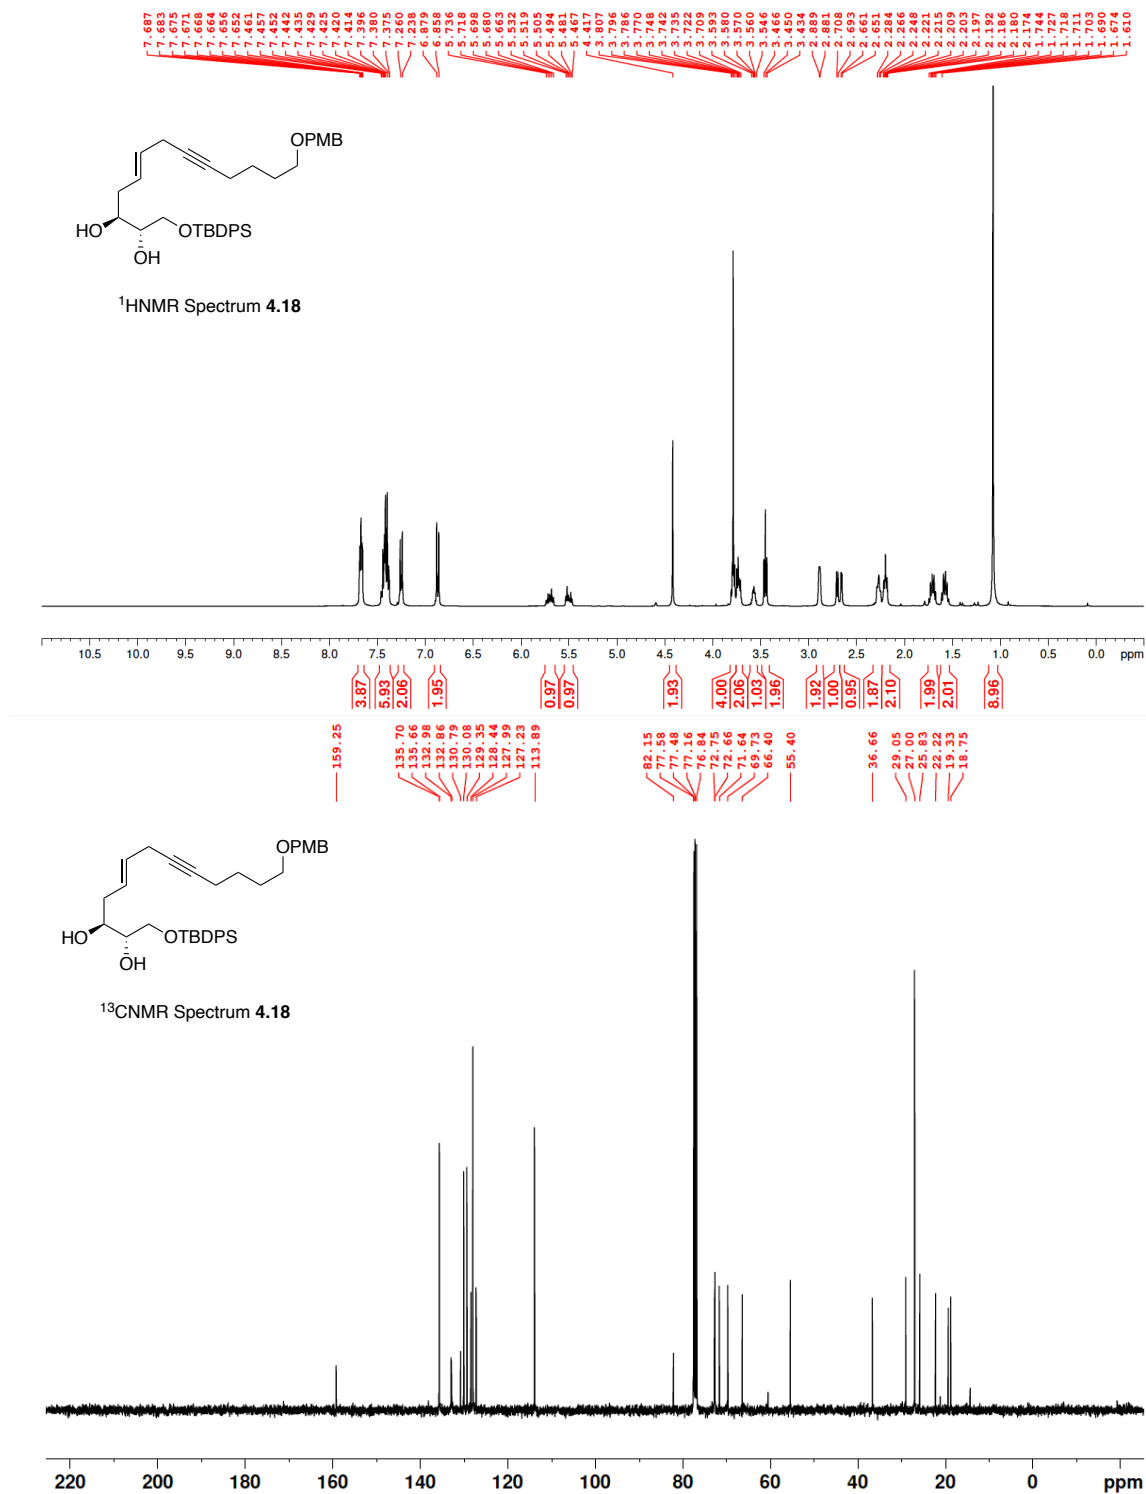 7.687 7.683 7.675 7.671 7.668 7.664 7.656 7.652 7.461 7.457 7.452 7.442 7.435 7.429 7.425 7.420 7.414 7.396 7.380 7.375 7.260 7.238 6.879 6.858 5.736 5.718 5.698 5.680 5.663 5.532 5.519 5.505 5.494 5.481 5.467 4.417 3.807 3.796 3.786 3.770 3.748 3.742 3.735 3.722 3.709 3.593 3.580 3.570 3.560 3.546 3.466 3.450 3.434 2.889 2.881 2.708 2.693 2.661 2.651 2.284 2.266 2.248 2.221 2.215 2.209 2.203 2.197 2.192 2.186 2.180 2.174 1.744 1.727 1.718 1.711 1.703 1.690 1.674 1.610
OPMB
HO OTBDPS
OH
¹HNMR Spectrum 4.18
10.5 10.0 9.5 9.0 8.5 8.0 7.5 7.0 6.5 6.0 5.5 5.0 4.5 4.0 3.5 3.0 2.5 2.0 1.5 1.0 0.5 0.0 ppm
3.87 5.93 2.06 1.95 0.97 0.97 1.93 4.00 2.06 1.03 1.96 1.92 1.00 0.95 1.87 2.10 1.99 2.01 8.96
159.25 135.70 135.66 132.98 132.86 130.79 130.08 129.35 128.44 127.99 127.23 113.89 82.15 77.58 77.48 77.16 76.84 72.75 72.66 71.64 69.73 66.40 55.40 36.66 29.05 27.00 25.83 22.22 19.33 18.75
OPMB
HO OTBDPS
OH
¹³CNMR Spectrum 4.18
220 200 180 160 140 120 100 80 60 40 20 0 ppm